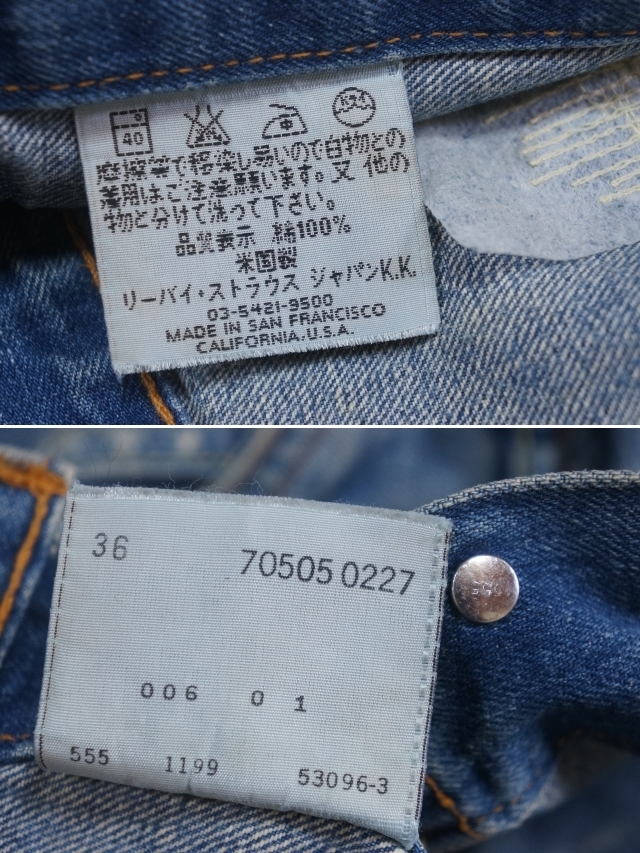 40
摩擦等で移染し易いので白物との
着用はご注意願います。又 他の
物と分けて洗って下さい。
品質表示 綿100%
米国製
リーバイ・ストラウス ジャパンK.K.
03-5421-9500
MADE IN SAN FRANCISCO
CALIFORNIA.U.S.A.
36 70505 0227
006 0 1
555 1199 53096-3